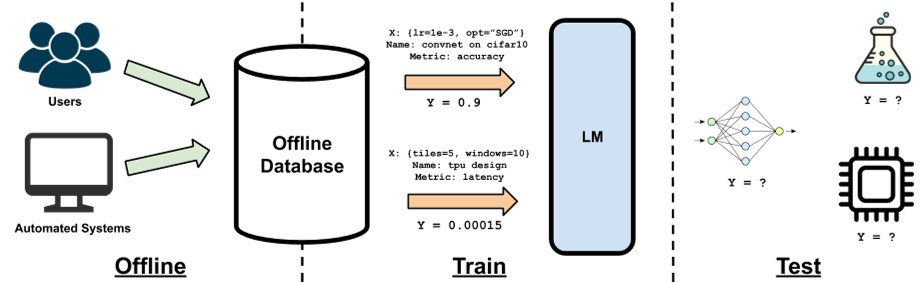 Users
Automated Systems
Offline
Offline
Database
X: {lr=1e-3, opt="SGD"}
Name: convnet on cifar10
Metric: accuracy
Y = 0.9
X: {tiles=5, windows=10}
Name: tpu design
Metric: latency
Y = 0.00015
Train
LM
Y = ?
Y = ?
Y = ?
Test